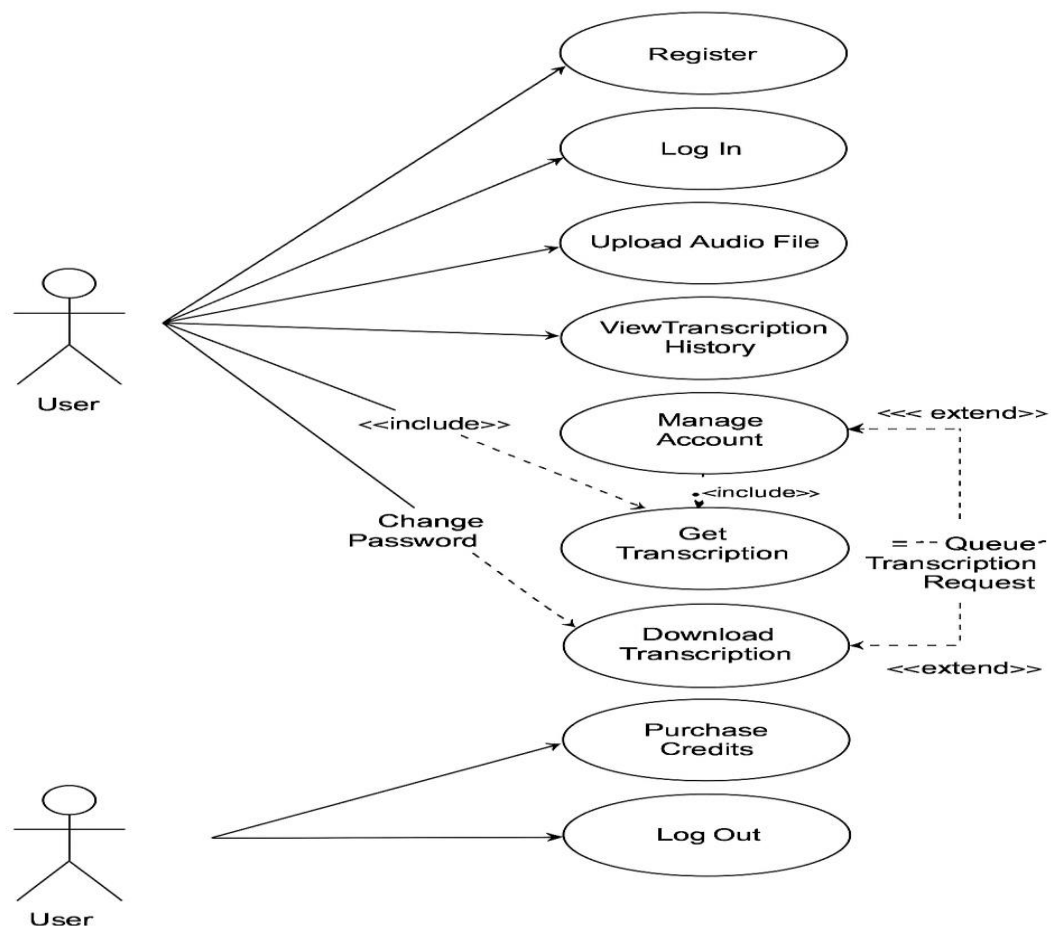 Register
Log In
Upload Audio File
ViewTranscription
History
User
<<include>>
Manage
Account
<<< extend>>
<include>>
Get
Transcription
Change
Password
= -- Queue
Transcription
Request
Download
Transcription
<<extend>>
Purchase
Credits
Log Out
User